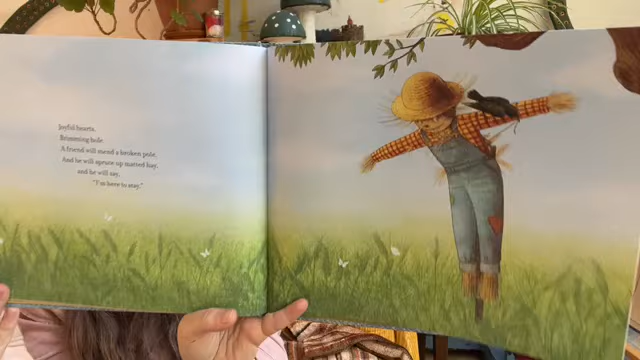 Joyful hearts.
Brimming hole.
A friend will mend a broken pole,
And he will spruce up matted hay,
and he will say,
"I'm here to stay."